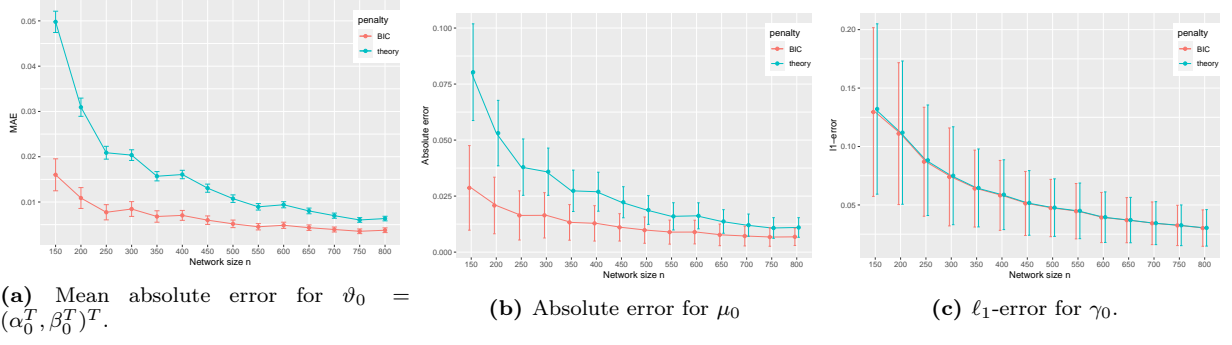 0.05
0.04
0.03
0.02
0.01
MAE
150 200 250 300 350 400 450 500 550 600 650 700 750 800
Network size n
penalty
BIC
theory
(a) Mean absolute error for ϑ₀ =
(α₀ᵀ, β₀ᵀ)ᵀ.
0.100
0.075
0.050
0.025
0.000
Absolute error
150 200 250 300 350 400 450 500 550 600 650 700 750 800
Network size n
penalty
BIC
theory
(b) Absolute error for μ₀
0.20
0.15
0.10
0.05
l1−error
150 200 250 300 350 400 450 500 550 600 650 700 750 800
Network size n
penalty
BIC
theory
(c) ℓ₁-error for γ₀.